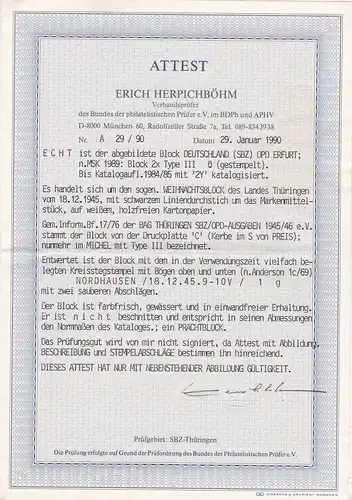 ATTEST
ERICH HERPICHBÖHM
Verbandsprüfer
des Bundes der philatelistischen Prüfer e.V. im BDPh und APHV
D-8000 München 60, Radolfzeller Straße 7a, Tel. 089-8343938
Nr. A 29 / 90 DATUM 29. Januar 1990
E C H T ist der abgebildete Block DEUTSCHLAND (SBZ) OPD ERFURT;
n.MSK 1989: Block 2x Type III θ (gestempelt).
Bis Katalogaufl.1984/85 mit '2Y' katalogisiert.
Es handelt sich um den sogen. WEIHNACHTSBLOCK des Landes Thüringen
vom 18.12.1945, mit schwarzem Liniendurchstich um das Markenmittel-
stück, auf weißem, holzfreien Kartonpapier.
Gem.Inform.Bf.17/76 der BAG THÜRINGEN SBZ/OPD-AUSGABEN 1945/46 e.V.
stammt der Block von der Druckplatte 'C' (Kerbe im S von PREIS);
nunmehr im MICHEL mit Type III bezeichnet.
Entwertet ist der Block mit dem in der Verwendungszeit vielfach be-
legten Kreisstegstempel mit Bögen oben und unten (n.Anderson 1c/69)
NORDHAUSEN /18.12.45.9-10V / 1 g
mit zwei sauberen Abschlägen.
Der Block ist farbfrisch, gewässert und in einwandfreier Erhaltung.
Er ist n i c h t beschnitten und entspricht in seinen Abmessungen
den Normmaßen des Kataloges; ein PRACHTBLOCK.
Das Prüfungsgut wird von mir nicht signiert, da Attest mit Abbildung.
BESCHREIBUNG und STEMPELABSCHLÄGE bestimmen ihn hinreichend.
DIESES ATTEST HAT NUR MIT NEBENSTEHENDER ABBILDUNG GÜLTIGKEIT.
Prüfgebiet: SBZ-Thüringen
Die Prüfung erfolgte auf Grund der Prüfordnung des Bundes der Philatelistischen Prüfer e.V.
GIESECKE & DEVRIENT MÜNCHEN